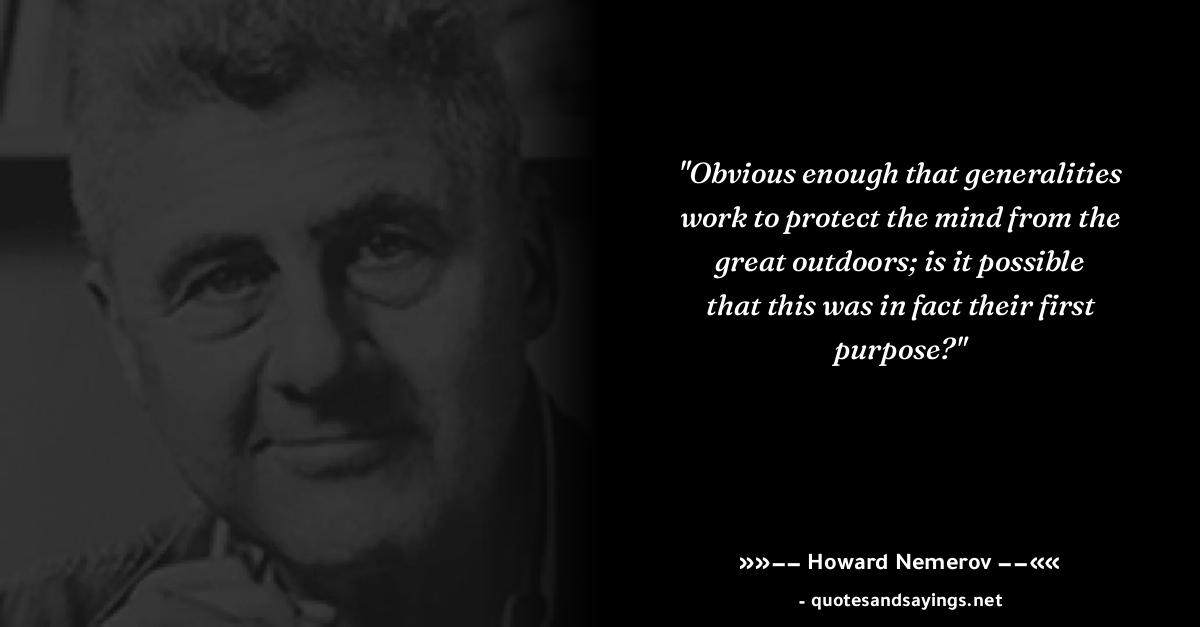 "Obvious enough that generalities
work to protect the mind from the
great outdoors; is it possible
that this was in fact their first
purpose?"
»»–– Howard Nemerov ––««
- quotesandsayings.net